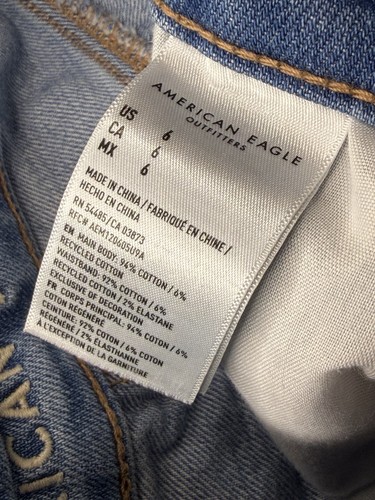 AMERICAN EAGLE
OUTFITTERS
US 6
CA 6
MX 6
MADE IN CHINA / FABRIQUÉ EN CHINE /
HECHO EN CHINA
RN 54485/CA 03873
RFC# AEM120605U9A
EN MAIN BODY: 94% COTTON / 6%
RECYCLED COTTON
WAISTBAND: 92% COTTON / 6%
RECYCLED COTTON / 2% ELASTANE
EXCLUSIVE OF DECORATION
FR CORPS PRINCIPAL: 94% COTON / 6%
COTON RÉGÉNÉRÉ
CEINTURE: 92% COTON / 6% COTON
RÉGÉNÉRÉ / 2% ÉLASTHANNE
À L'EXCEPTION DE LA GARNITURE
ICAN